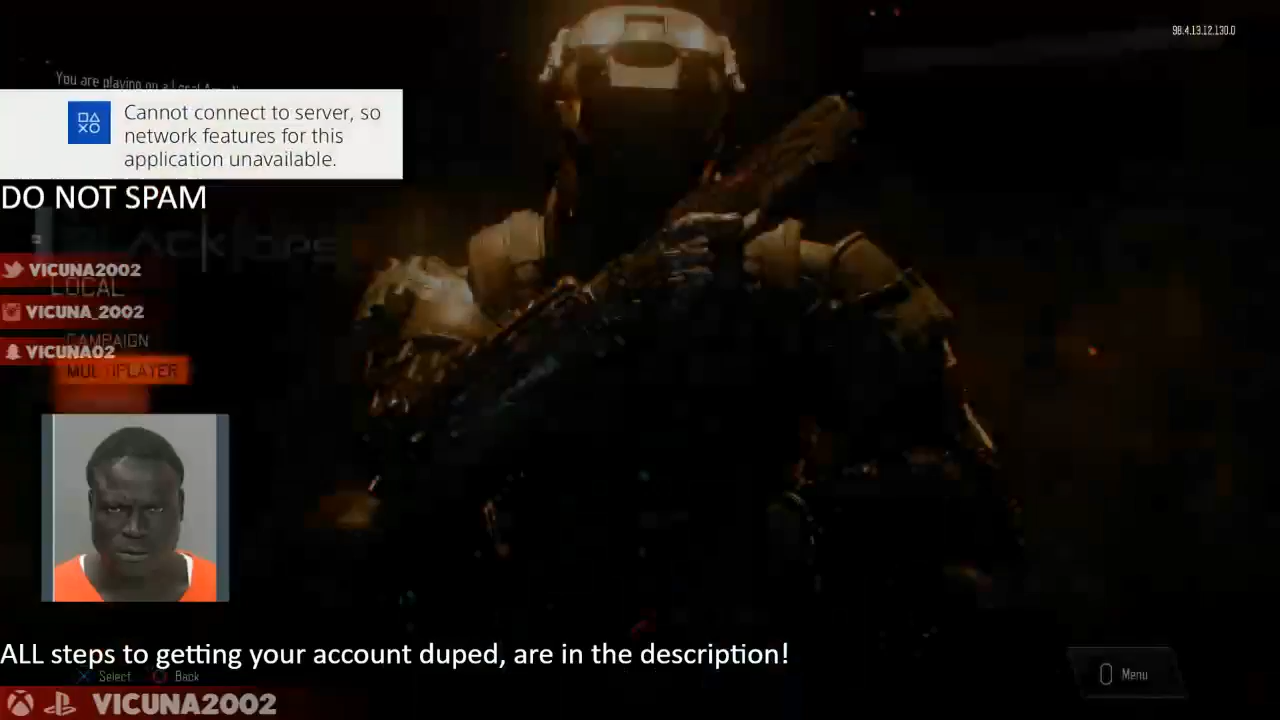 98.4.13.12.130.0
You are playing on a Local
Cannot connect to server, so
network features for this
application unavailable.
DO NOT SPAM
BLACK OPS
VICUNA2002
LOCAL
VICUNA_2002
CAMPAIGN
VICUNA02
MULTIPLAYER
ALL steps to getting your account duped, are in the description!
Select Back
Menu
VICUNA2002